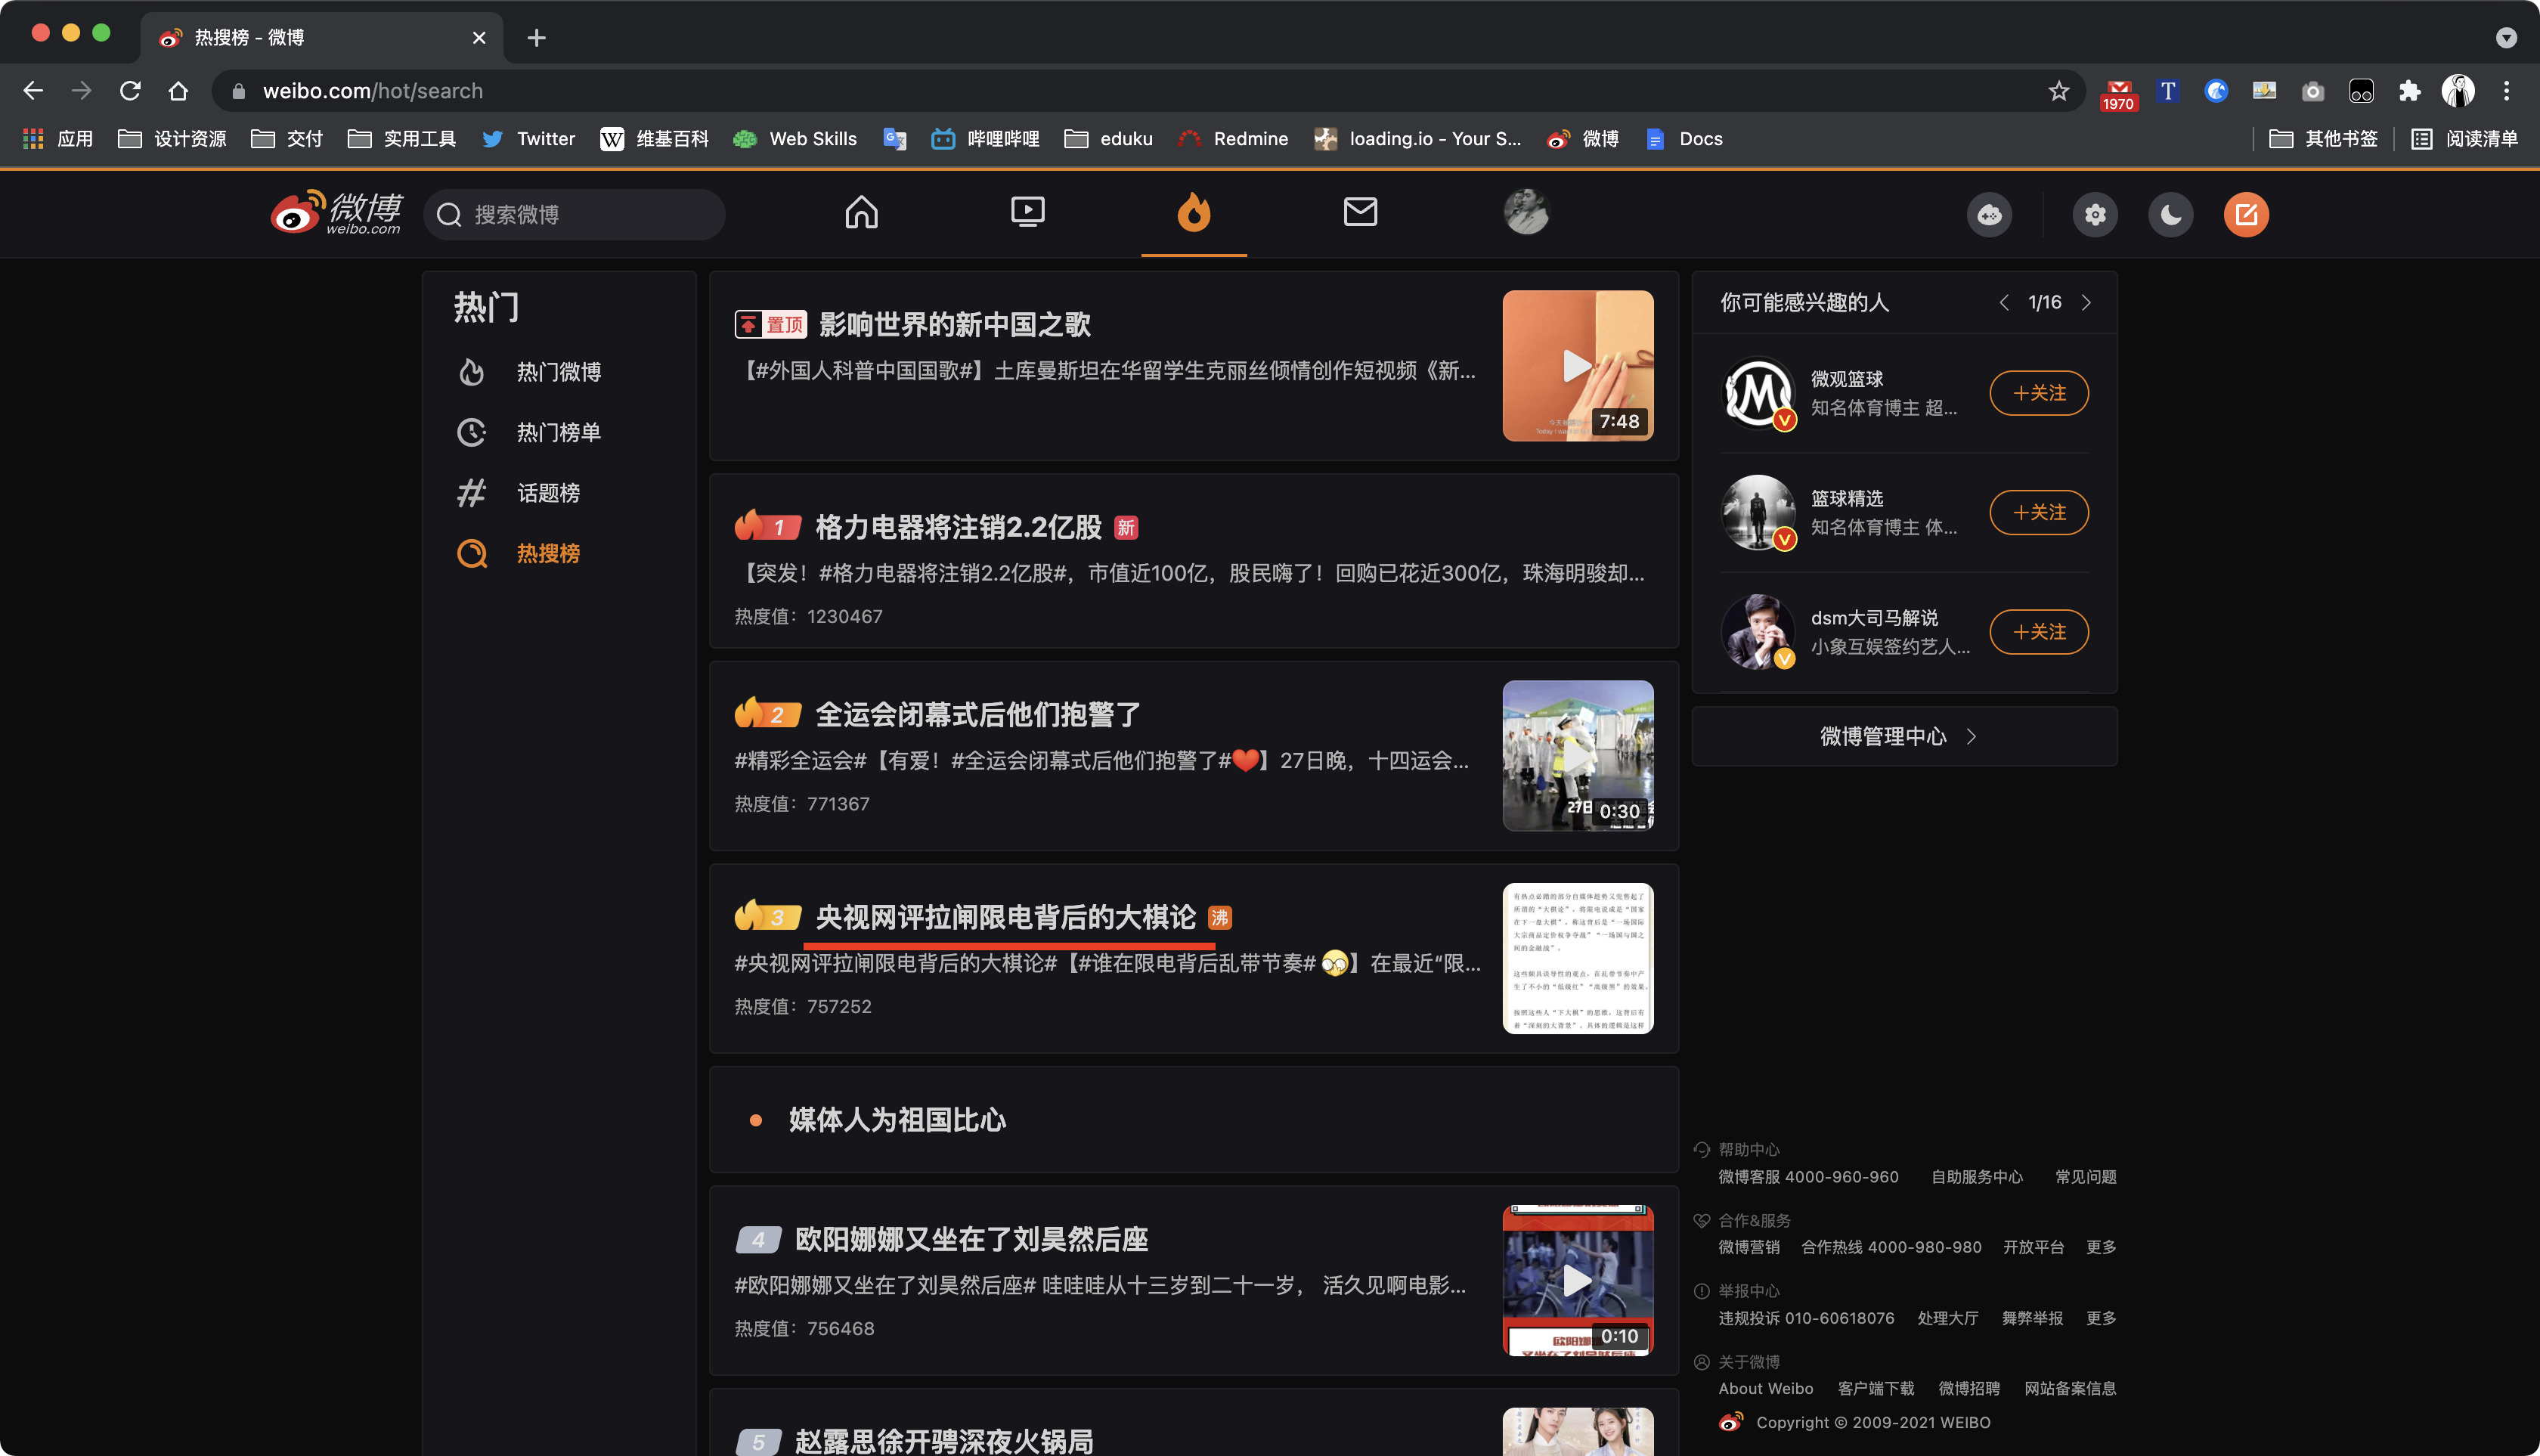 热搜榜 - 微博
weibo.com/hot/search
1970
应用
设计资源
交付
实用工具
Twitter
维基百科
Web Skills
哔哩哔哩
eduku
Redmine
loading.io - Your S...
微博
Docs
其他书签
阅读清单
微博
weibo.com
搜索微博
热门
热门微博
热门榜单
话题榜
热搜榜
置顶 影响世界的新中国之歌
【#外国人科普中国国歌#】土库曼斯坦在华留学生克丽丝倾情创作短视频《新...
7:48
1 格力电器将注销2.2亿股 新
【突发！#格力电器将注销2.2亿股#，市值近100亿，股民嗨了！回购已花近300亿，珠海明骏却...
热度值：1230467
2 全运会闭幕式后他们抱警了
#精彩全运会#【有爱！#全运会闭幕式后他们抱警了#❤️】27日晚，十四运会...
热度值：771367
27日
0:30
3 央视网评拉闸限电背后的大棋论 沸
#央视网评拉闸限电背后的大棋论#【#谁在限电背后乱带节奏#】在最近“限...
热度值：757252
媒体人为祖国比心
4 欧阳娜娜又坐在了刘昊然后座
#欧阳娜娜又坐在了刘昊然后座# 哇哇哇从十三岁到二十一岁， 活久见啊电影...
热度值：756468
0:10
5 赵露思徐开骋深夜火锅局
你可能感兴趣的人
1/16
微观篮球
知名体育博主 超...
+关注
篮球精选
知名体育博主 体...
+关注
dsm大司马解说
小象互娱签约艺人...
+关注
微博管理中心
帮助中心
微博客服 4000-960-960 自助服务中心 常见问题
合作&服务
微博营销 合作热线 4000-980-980 开放平台 更多
举报中心
违规投诉 010-60618076 处理大厅 舞弊举报 更多
关于微博
About Weibo 客户端下载 微博招聘 网站备案信息
Copyright © 2009-2021 WEIBO